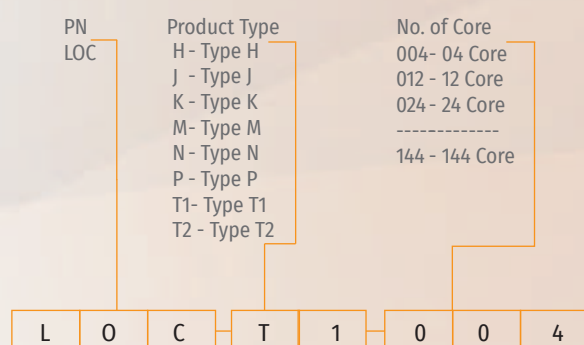 PN
LOC
Product Type
H - Type H
J - Type J
K - Type K
M- Type M
N - Type N
P - Type P
T1- Type T1
T2 - Type T2
No. of Core
004- 04 Core
012 - 12 Core
024 - 24 Core
-------------
144 - 144 Core
L O C T 1 0 0 4